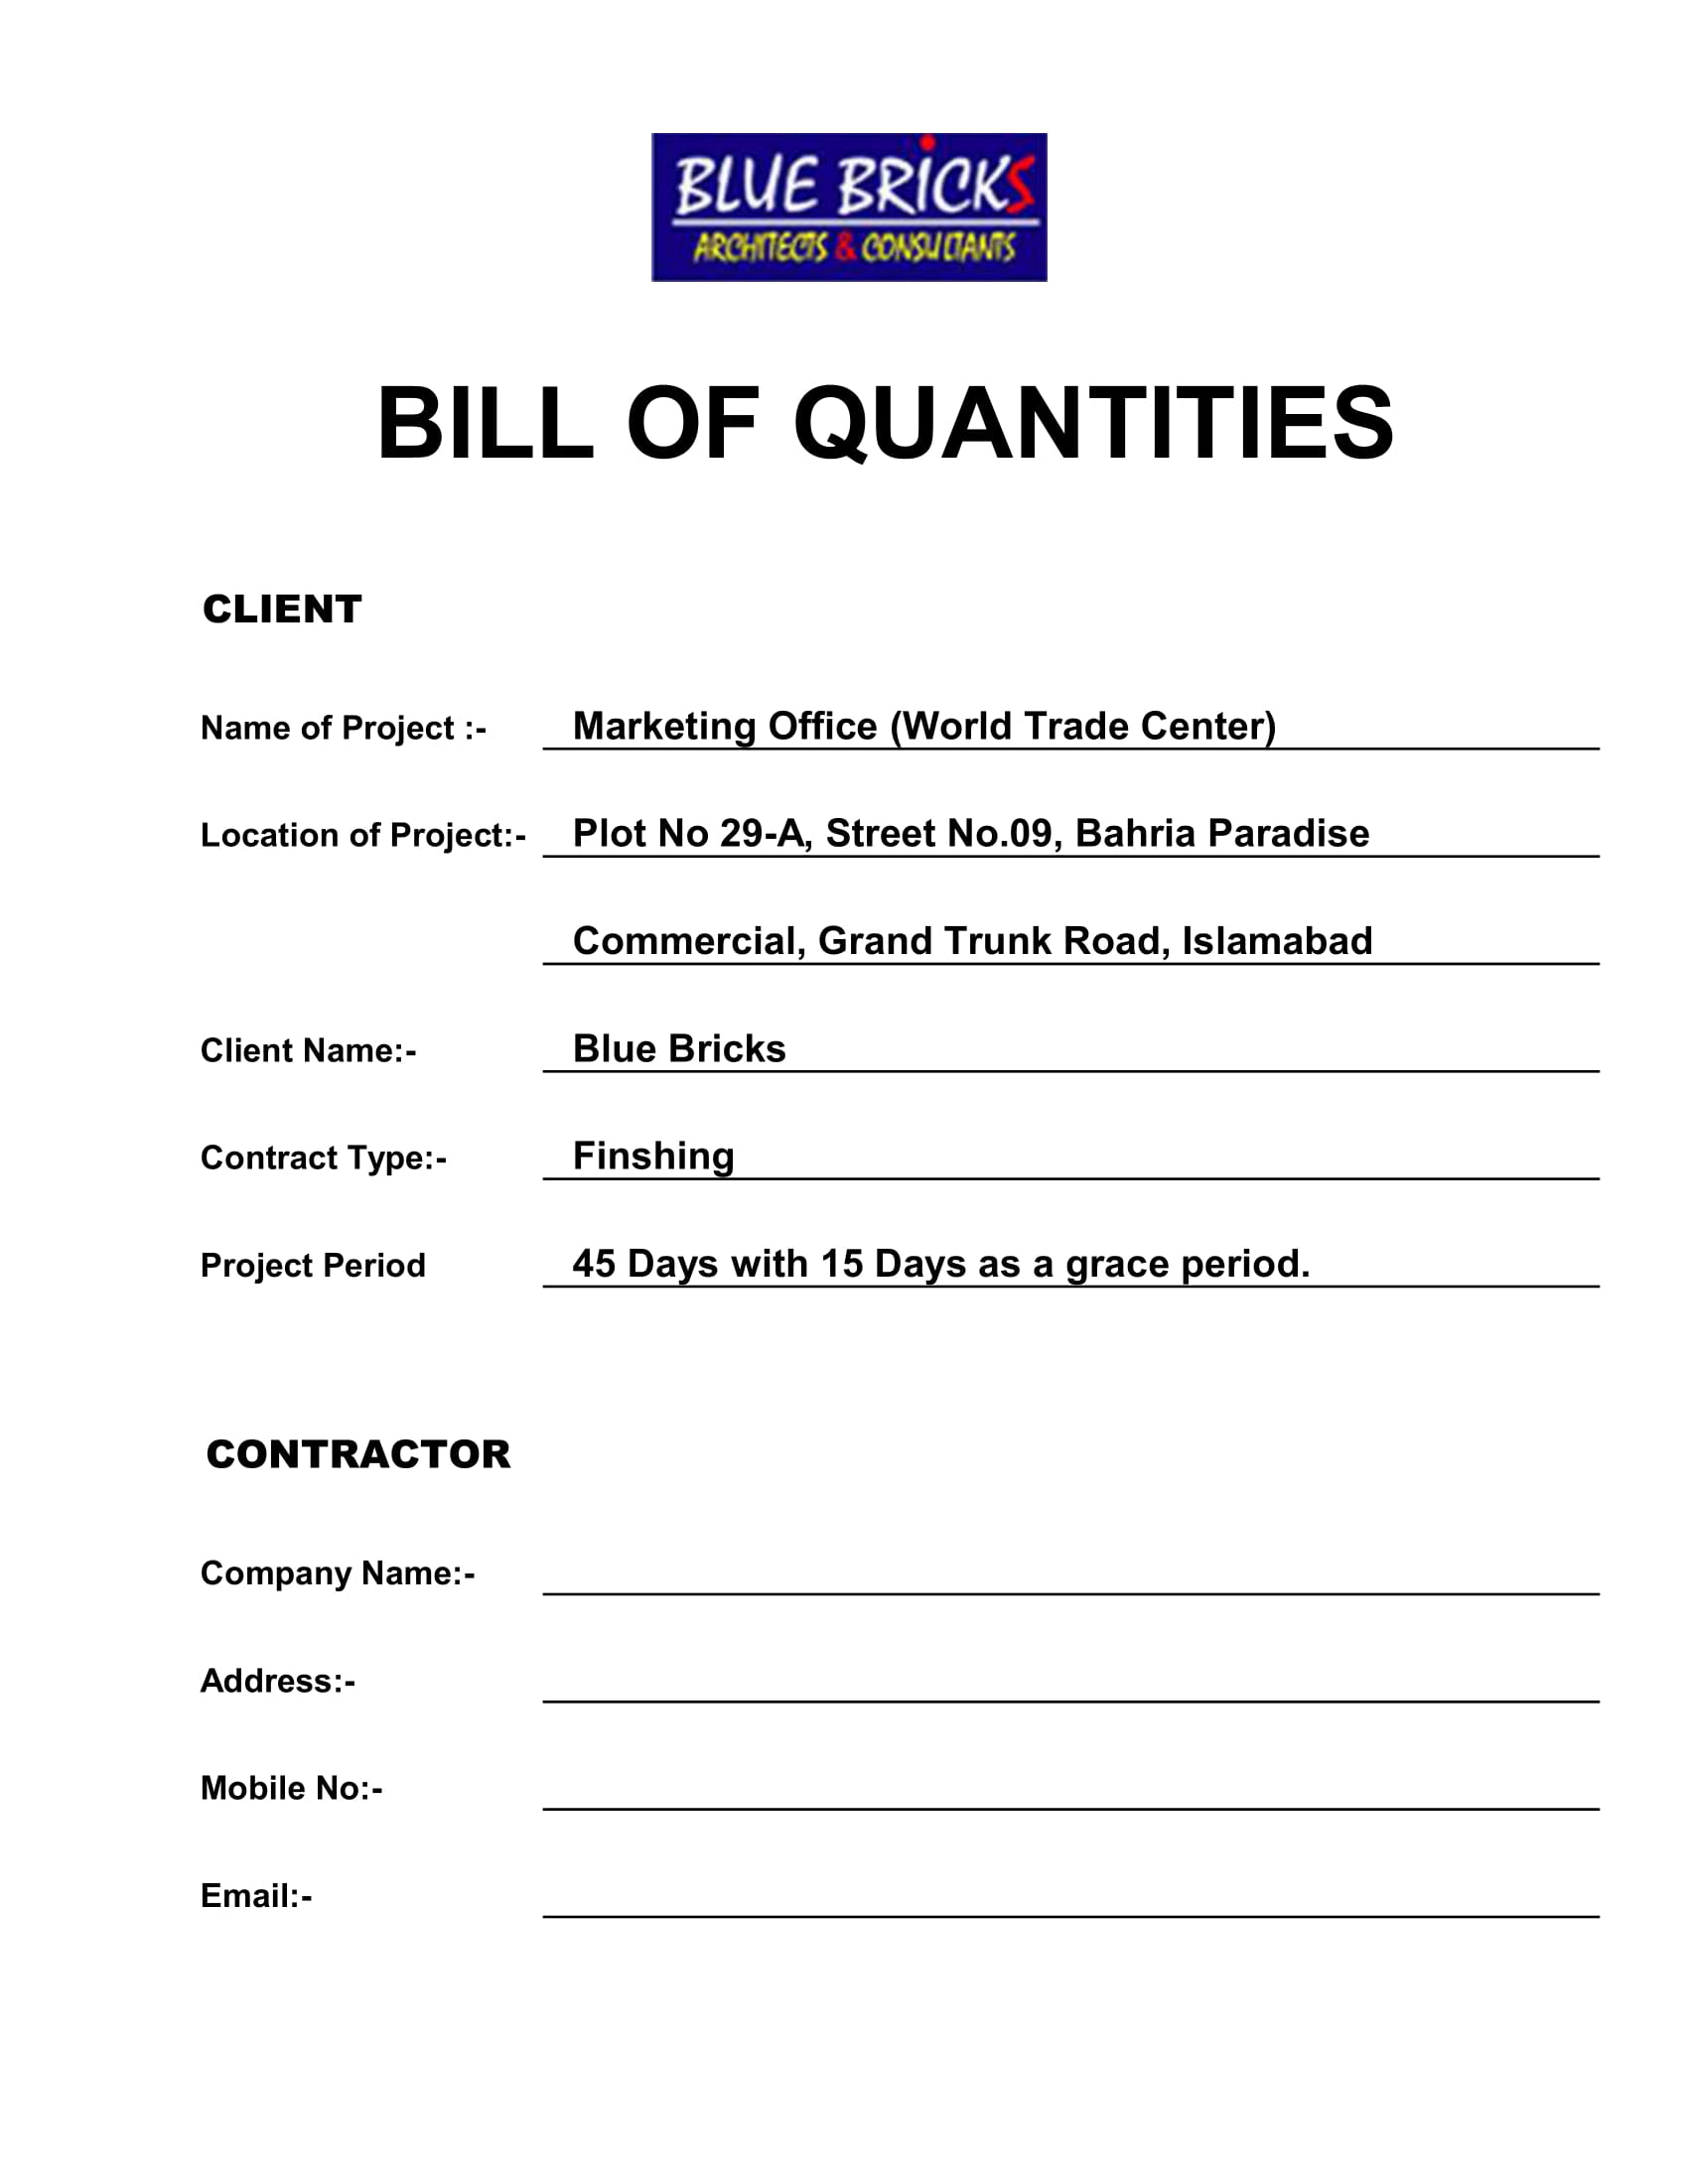 BLUE BRICKS
ARCHITECTS & CONSULTANTS
BILL OF QUANTITIES
CLIENT
Name of Project :- Marketing Office (World Trade Center)
Location of Project:- Plot No 29-A, Street No.09, Bahria Paradise
Commercial, Grand Trunk Road, Islamabad
Client Name:- Blue Bricks
Contract Type:- Finshing
Project Period 45 Days with 15 Days as a grace period.
CONTRACTOR
Company Name:-
Address:-
Mobile No:-
Email:-